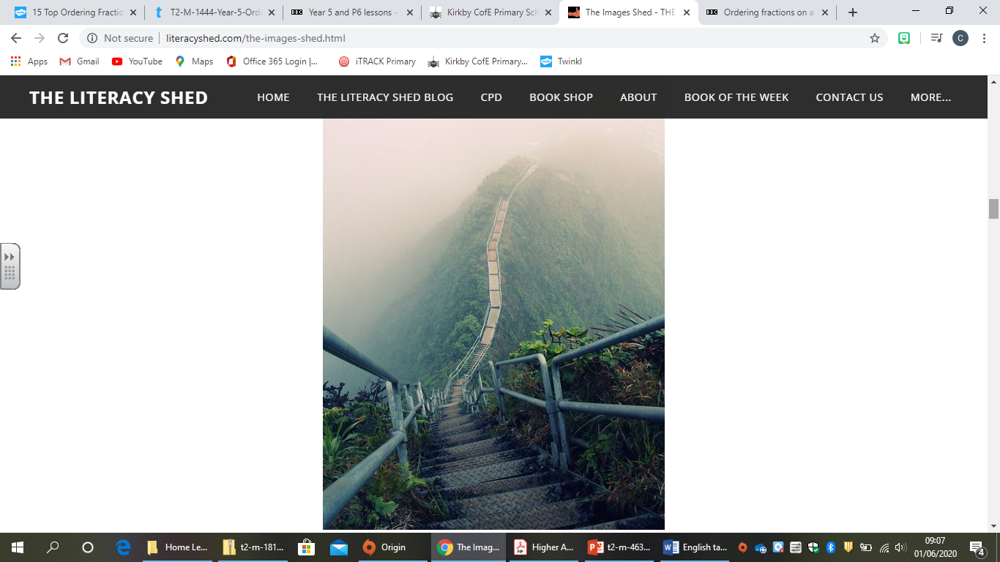 15 Top Ordering Fractio
T2-M-1444-Year-5-Ord
BBC Year 5 and P6 lessons -
Kirkby CofE Primary Sch
The Images Shed - THE
BBC Ordering fractions on a
Not secure literacyshed.com/the-images-shed.html
C
Apps Gmail YouTube Maps Office 365 Login |... iTRACK Primary Kirkby CofE Primary... Twinkl
THE LITERACY SHED HOME THE LITERACY SHED BLOG CPD BOOK SHOP ABOUT BOOK OF THE WEEK CONTACT US MORE...
Home Le... t2-m-181... Origin The Imag... Higher A... t2-m-463... English ta...
09:07
01/06/2020
4